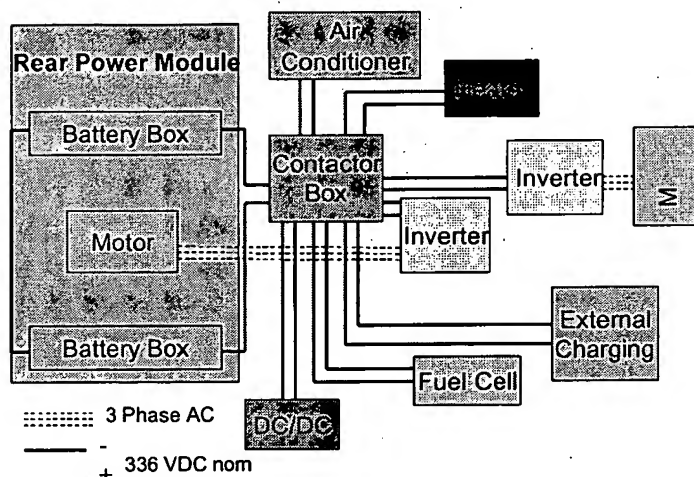 Rear Power Module
Air
Conditioner
Battery Box
Contactor
Box
Inverter
M
Motor
Inverter
Battery Box
External
Charging
Fuel Cell
DC/DC
3 Phase AC
-
+ 336 VDC nom